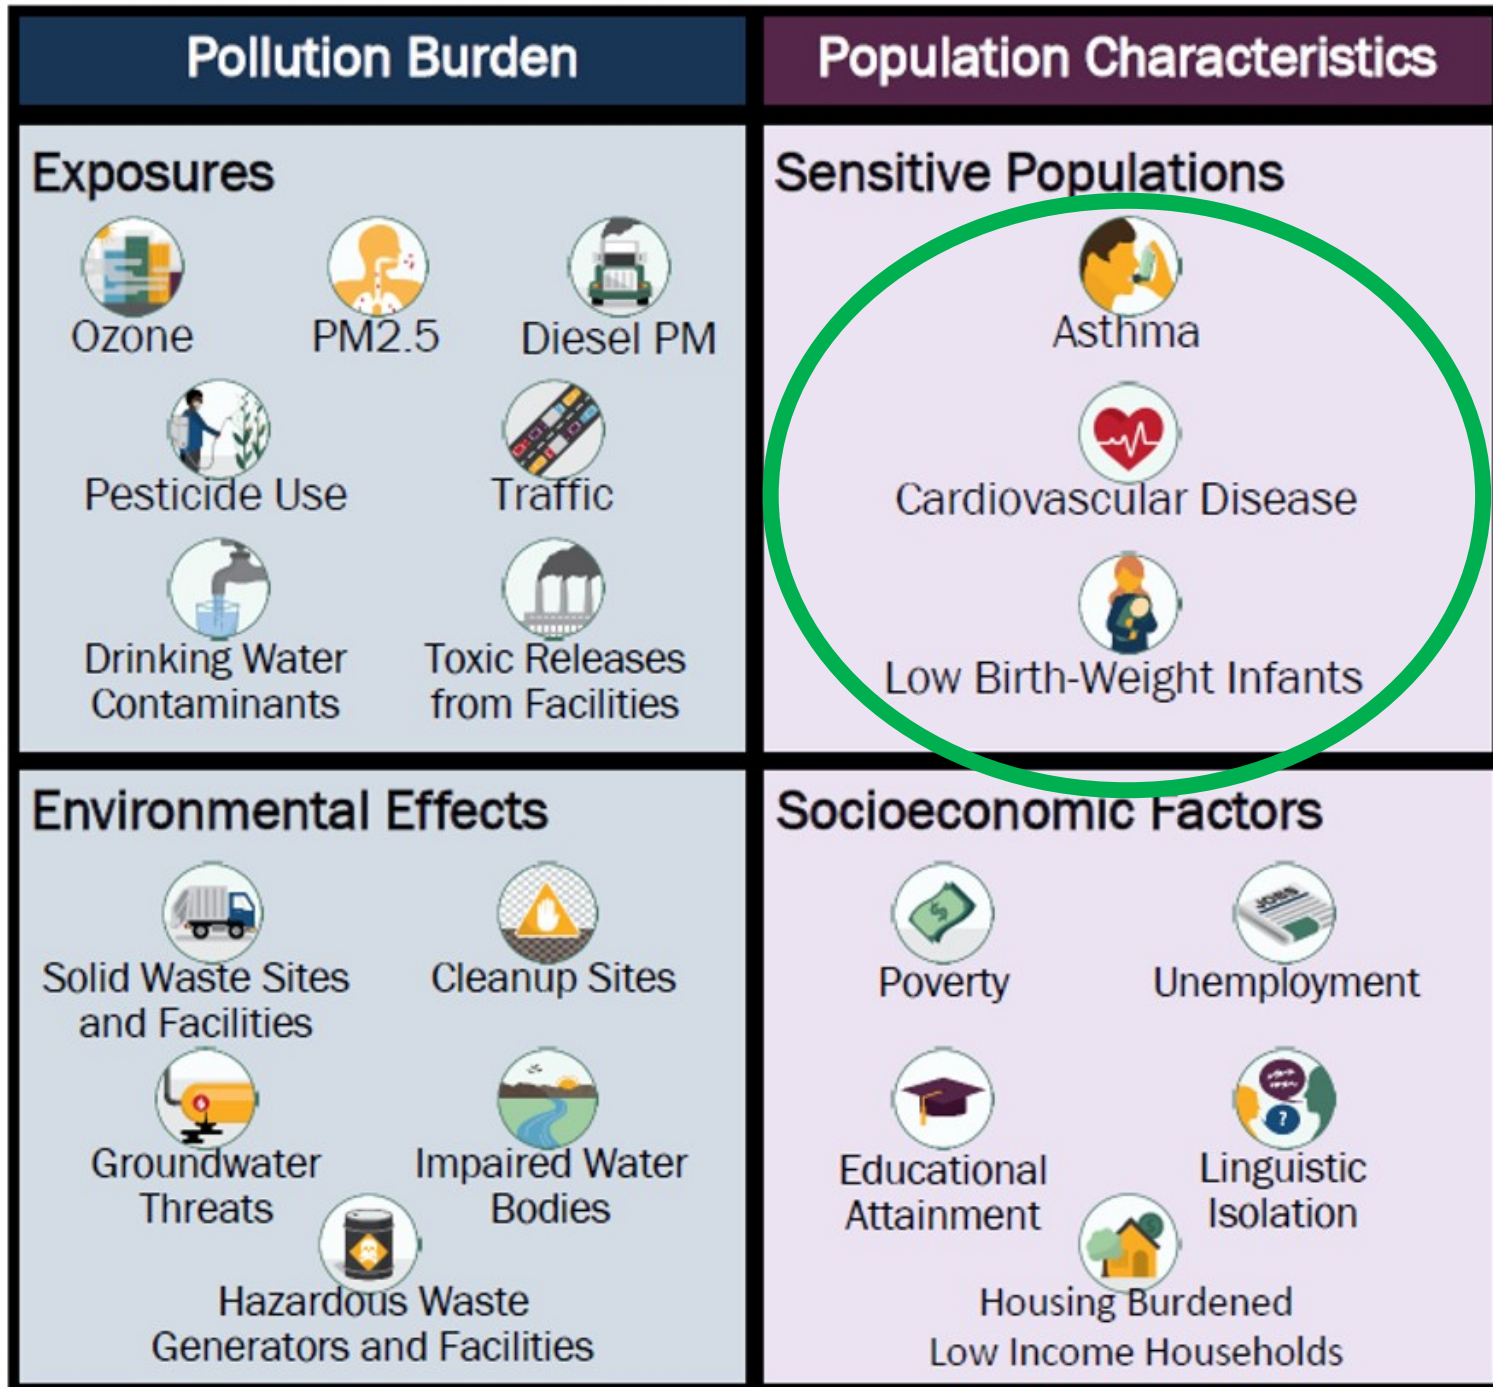 Pollution Burden
Population Characteristics
Exposures
Ozone
PM2.5
Diesel PM
Pesticide Use
Traffic
Drinking Water
Contaminants
Toxic Releases
from Facilities
Sensitive Populations
Asthma
Cardiovascular Disease
Low Birth-Weight Infants
Environmental Effects
Solid Waste Sites
and Facilities
Cleanup Sites
Groundwater
Threats
Impaired Water
Bodies
Hazardous Waste
Generators and Facilities
Socioeconomic Factors
$
Poverty
JOBS
Unemployment
Educational
Attainment
?
Linguistic
Isolation
$
Housing Burdened
Low Income Households